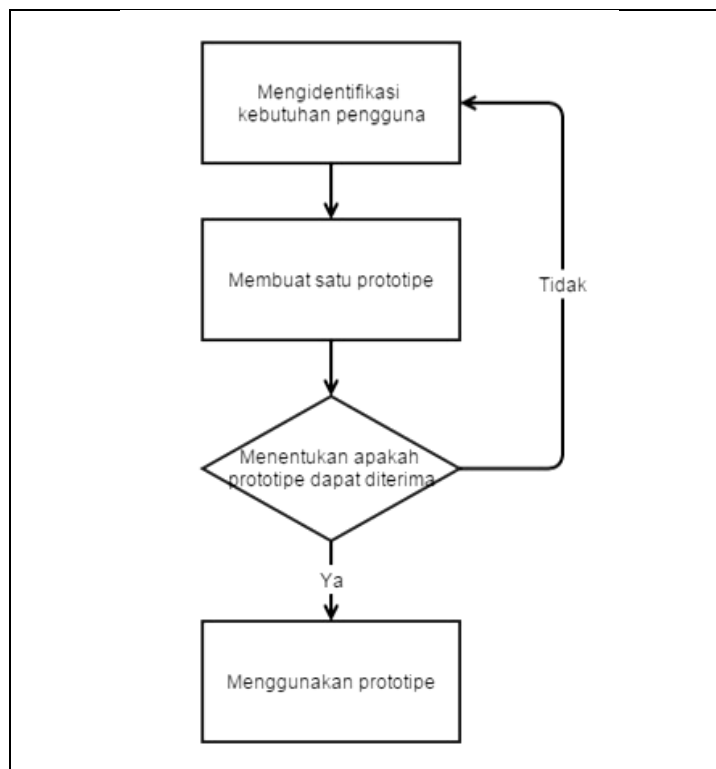 Mengidentifikasi
kebutuhan pengguna
Membuat satu prototipe
Tidak
Menentukan apakah
prototipe dapat diterima
Ya
Menggunakan prototipe